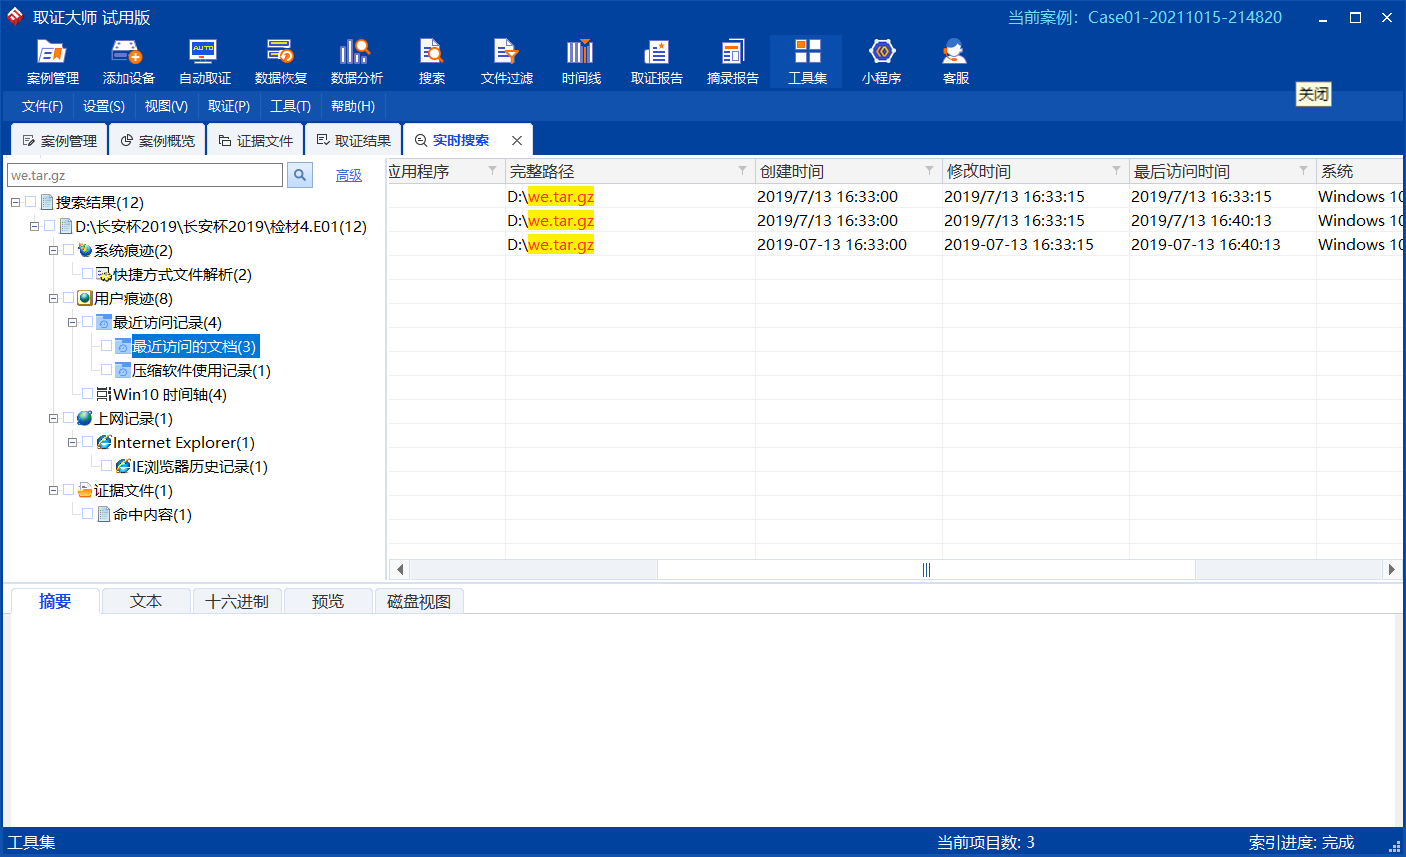 取证大师 试用版
当前案例：Case01-20211015-214820
案例管理 添加设备 自动取证 数据恢复 数据分析 搜索 文件过滤 时间线 取证报告 摘录报告 工具集 小程序 客服
AUTO
关闭
文件(F) 设置(S) 视图(V) 取证(P) 工具(T) 帮助(H)
案例管理 案例概览 证据文件 取证结果 实时搜索
we.tar.gz 高级
应用程序 完整路径 创建时间 修改时间 最后访问时间 系统
D:\we.tar.gz 2019/7/13 16:33:00 2019/7/13 16:33:15 2019/7/13 16:33:15 Windows 10
D:\we.tar.gz 2019/7/13 16:33:00 2019/7/13 16:33:15 2019/7/13 16:40:13 Windows 10
D:\we.tar.gz 2019-07-13 16:33:00 2019-07-13 16:33:15 2019-07-13 16:40:13 Windows 10
搜索结果(12)
D:\长安杯2019\长安杯2019\检材4.E01(12)
系统痕迹(2)
快捷方式文件解析(2)
用户痕迹(8)
最近访问记录(4)
最近访问的文档(3)
压缩软件使用记录(1)
Win10 时间轴(4)
上网记录(1)
Internet Explorer(1)
IE浏览器历史记录(1)
证据文件(1)
命中内容(1)
摘要 文本 十六进制 预览 磁盘视图
工具集 当前项目数: 3 索引进度: 完成